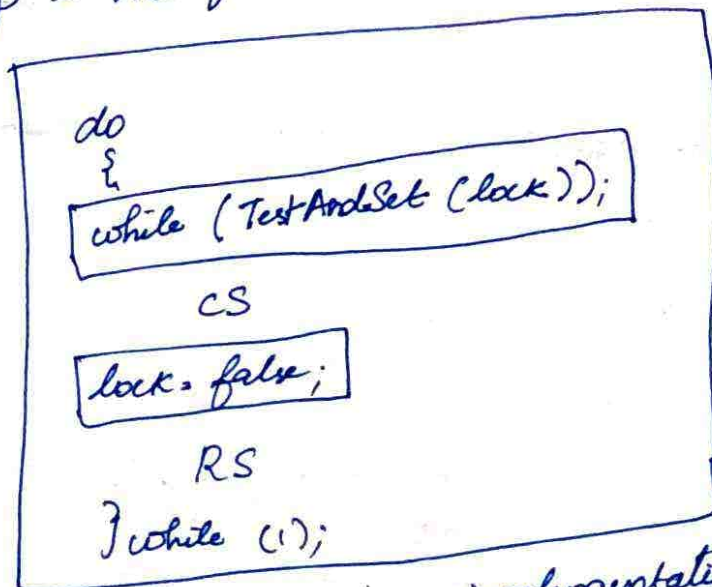 do
{
while (TestAndSet (lock));
CS
lock = false;
RS
} while (1);